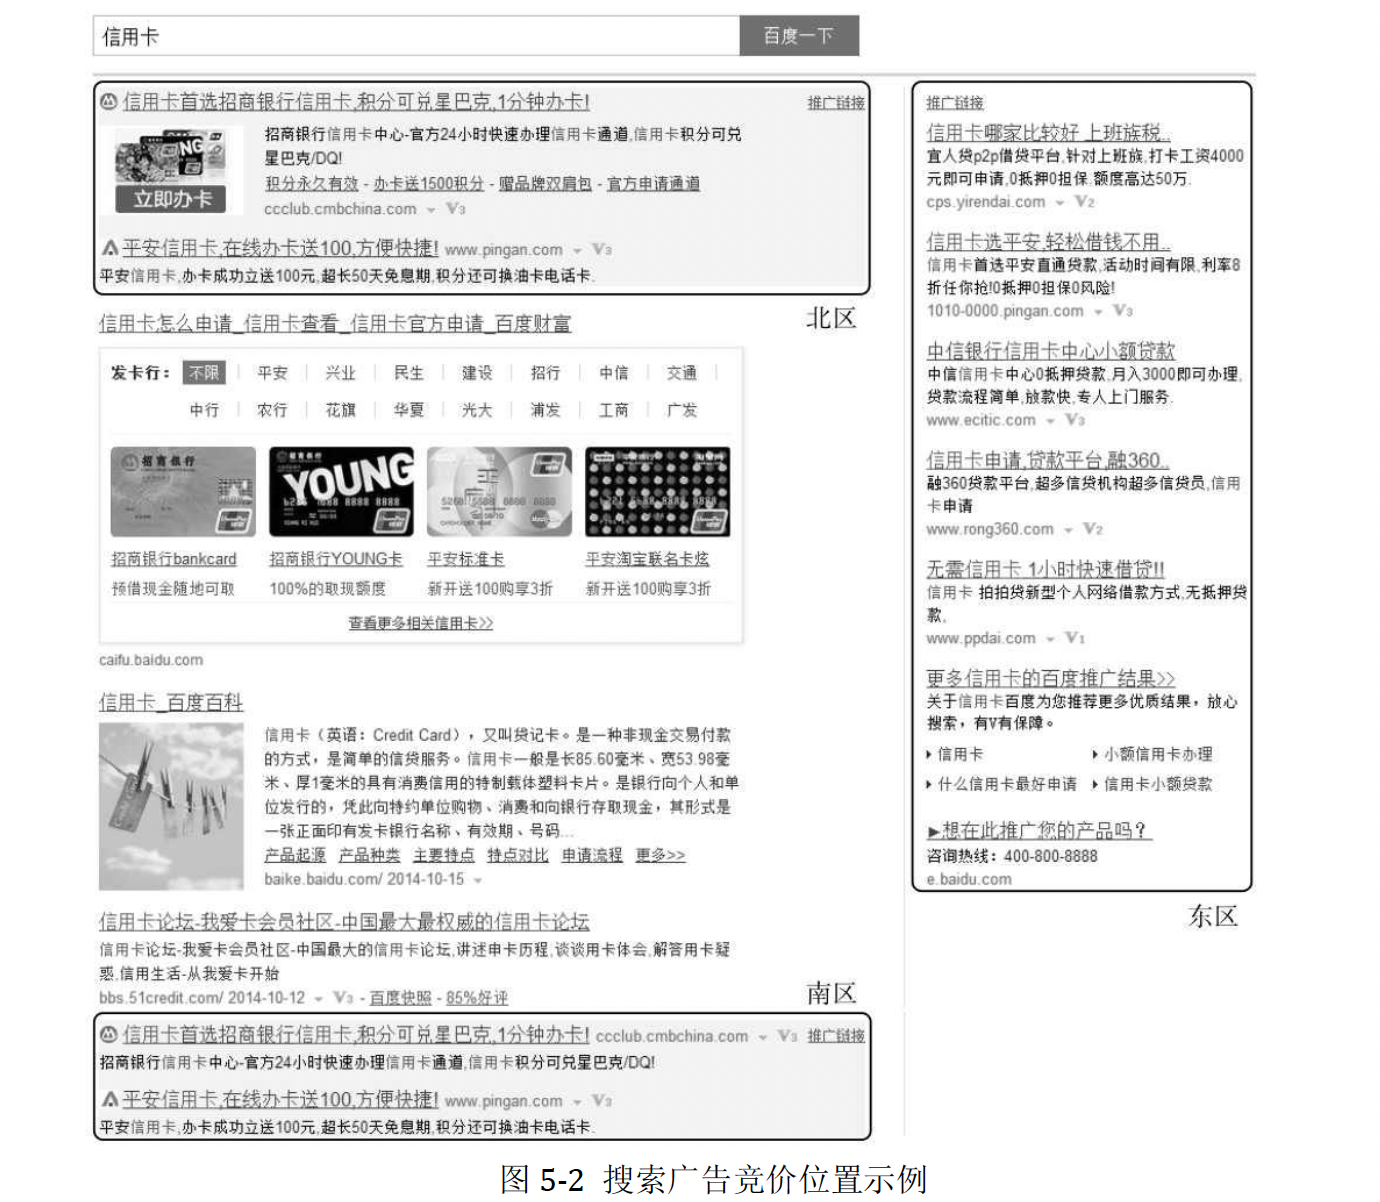 信用卡
百度一下
信用卡首选招商银行信用卡,积分可兑星巴克,1分钟办卡!
推广链接
立即办卡
招商银行信用卡中心-官方24小时快速办理信用卡通道,信用卡积分可兑
星巴克/DQ!
积分永久有效 - 办卡送1500积分 - 赠品牌双肩包 - 官方申请通道
ccclub.cmbchina.com V3
平安信用卡,在线办卡送100,方便快捷! www.pingan.com V3
平安信用卡,办卡成功立送100元,超长50天免息期,积分还可换油卡电话卡.
北区
信用卡怎么申请_信用卡查看_信用卡官方申请_百度财富
发卡行: 不限 平安 兴业 民生 建设 招行 中信 交通
中行 农行 花旗 华夏 光大 浦发 工商 广发
招商银行
YOUNG
招商银行bankcard 招商银行YOUNG卡 平安标准卡 平安淘宝联名卡炫
预借现金随地可取 100%的取现额度 新开送100购享3折 新开送100购享3折
查看更多相关信用卡>>
caifu.baidu.com
信用卡_百度百科
信用卡（英语：Credit Card），又叫贷记卡。是一种非现金交易付款
的方式，是简单的信贷服务。信用卡一般是长85.60毫米、宽53.98毫
米、厚1毫米的具有消费信用的特制载体塑料卡片。是银行向个人和单
位发行的，凭此向特约单位购物、消费和向银行存取现金，其形式是
一张正面印有发卡银行名称、有效期、号码...
产品起源 产品种类 主要特点 特点对比 申请流程 更多>>
baike.baidu.com/ 2014-10-15
信用卡论坛-我爱卡会员社区-中国最大最权威的信用卡论坛
信用卡论坛-我爱卡会员社区-中国最大的信用卡论坛,讲述申卡历程,谈谈用卡体会,解答用卡疑
惑,信用生活-从我爱卡开始
bbs.51credit.com/ 2014-10-12 V3 - 百度快照 - 85%好评
南区
信用卡首选招商银行信用卡,积分可兑星巴克,1分钟办卡! ccclub.cmbchina.com V3 推广链接
招商银行信用卡中心-官方24小时快速办理信用卡通道,信用卡积分可兑星巴克/DQ!
平安信用卡,在线办卡送100,方便快捷! www.pingan.com V3
平安信用卡,办卡成功立送100元,超长50天免息期,积分还可换油卡电话卡.
推广链接
信用卡哪家比较好 上班族税..
宜人贷p2p借贷平台,针对上班族,打卡工资4000
元即可申请,0抵押0担保.额度高达50万.
cps.yirendai.com V2
信用卡选平安,轻松借钱不用..
信用卡首选平安直通贷款,活动时间有限,利率8
折任你抢!0抵押0担保0风险!
1010-0000.pingan.com V3
中信银行信用卡中心小额贷款
中信信用卡中心0抵押贷款,月入3000即可办理,
贷款流程简单,放款快,专人上门服务.
www.ecitic.com V3
信用卡申请,贷款平台,融360..
融360贷款平台,超多信贷机构超多信贷员,信用
卡申请
www.rong360.com V2
无需信用卡 1小时快速借贷!!
信用卡 拍拍贷新型个人网络借款方式,无抵押贷
款,
www.ppdai.com V1
更多信用卡的百度推广结果>>
关于信用卡百度为您推荐更多优质结果，放心
搜索，有V有保障。
信用卡 小额信用卡办理
什么信用卡最好申请 信用卡小额贷款
▶想在此推广您的产品吗？
咨询热线：400-800-8888
e.baidu.com
东区
图 5-2 搜索广告竞价位置示例